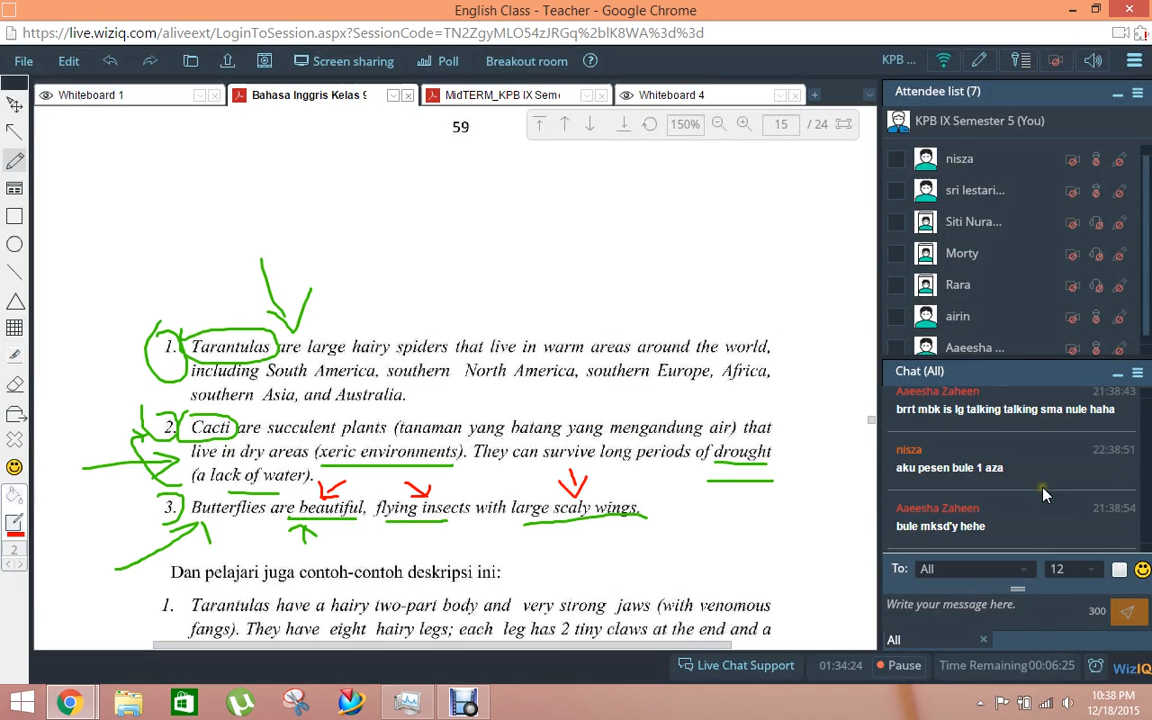 English Class - Teacher - Google Chrome
https://live.wiziq.com/aliveext/LoginToSession.aspx?SessionCode=TN2ZgyMLO54zJRGq%2blK8WA%3d%3d
File Edit Screen sharing Poll Breakout room KPB ...
Whiteboard 1 Bahasa Inggris Kelas 9 MidTERM_KPB IX Sem Whiteboard 4
Attendee list (7)
59
150% 15 / 24
KPB IX Semester 5 (You)
nisza
sri lestari...
Siti Nura...
Morty
Rara
airin
Aaeesha ...
1. Tarantulas are large hairy spiders that live in warm areas around the world,
including South America, southern North America, southern Europe, Africa,
southern Asia, and Australia.
2. Cacti are succulent plants (tanaman yang batang yang mengandung air) that
live in dry areas (xeric environments). They can survive long periods of drought
(a lack of water).
3. Butterflies are beautiful, flying insects with large scaly wings.
Dan pelajari juga contoh-contoh deskripsi ini:
1. Tarantulas have a hairy two-part body and very strong jaws (with venomous
fangs). They have eight hairy legs; each leg has 2 tiny claws at the end and a
Chat (All)
Aaeesha Zaheen 21:38:43
brrt mbk is lg talking talking sma nule haha
nisza 22:38:51
aku pesen bule 1 aza
Aaeesha Zaheen 21:38:54
bule mksd'y hehe
To: All 12
Write your message here. 300
All
2
Live Chat Support 01:34:24 Pause Time Remaining 00:06:25 WizIQ
10:38 PM
12/18/2015